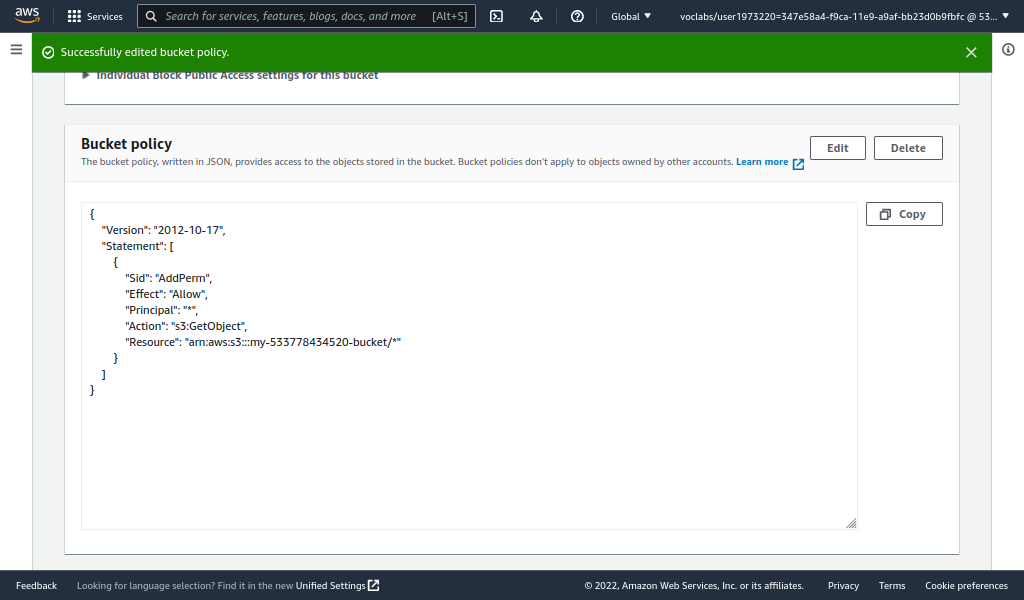 aws
Services
Search for services, features, blogs, docs, and more [Alt+S]
Global ▼
voclabs/user1973220=347e58a4-f9ca-11e9-a9af-bb23d0b9fbfc @ 53... ▼
Successfully edited bucket policy.
Individual Block Public Access settings for this bucket
Bucket policy
The bucket policy, written in JSON, provides access to the objects stored in the bucket. Bucket policies don't apply to objects owned by other accounts. Learn more
Edit
Delete
Copy
{
"Version": "2012-10-17",
"Statement": [
{
"Sid": "AddPerm",
"Effect": "Allow",
"Principal": "*",
"Action": "s3:GetObject",
"Resource": "arn:aws:s3:::my-533778434520-bucket/*"
}
]
}
Feedback
Looking for language selection? Find it in the new Unified Settings
© 2022, Amazon Web Services, Inc. or its affiliates.
Privacy
Terms
Cookie preferences